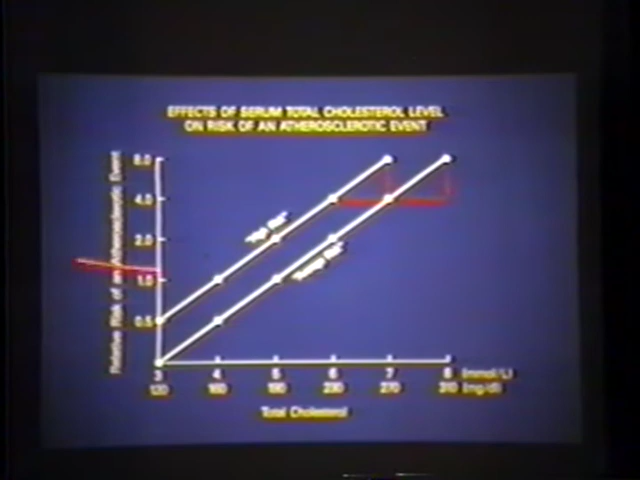 EFFECTS OF SERUM TOTAL CHOLESTEROL LEVEL
ON RISK OF AN ATHEROSCLEROTIC EVENT
Relative Risk of an Atherosclerotic Event
8.0
4.0
2.0
1.0
0.5
3 4 5 6 7 8 (mmol/L)
120 160 190 230 270 310 (mg/dl)
Total Cholesterol